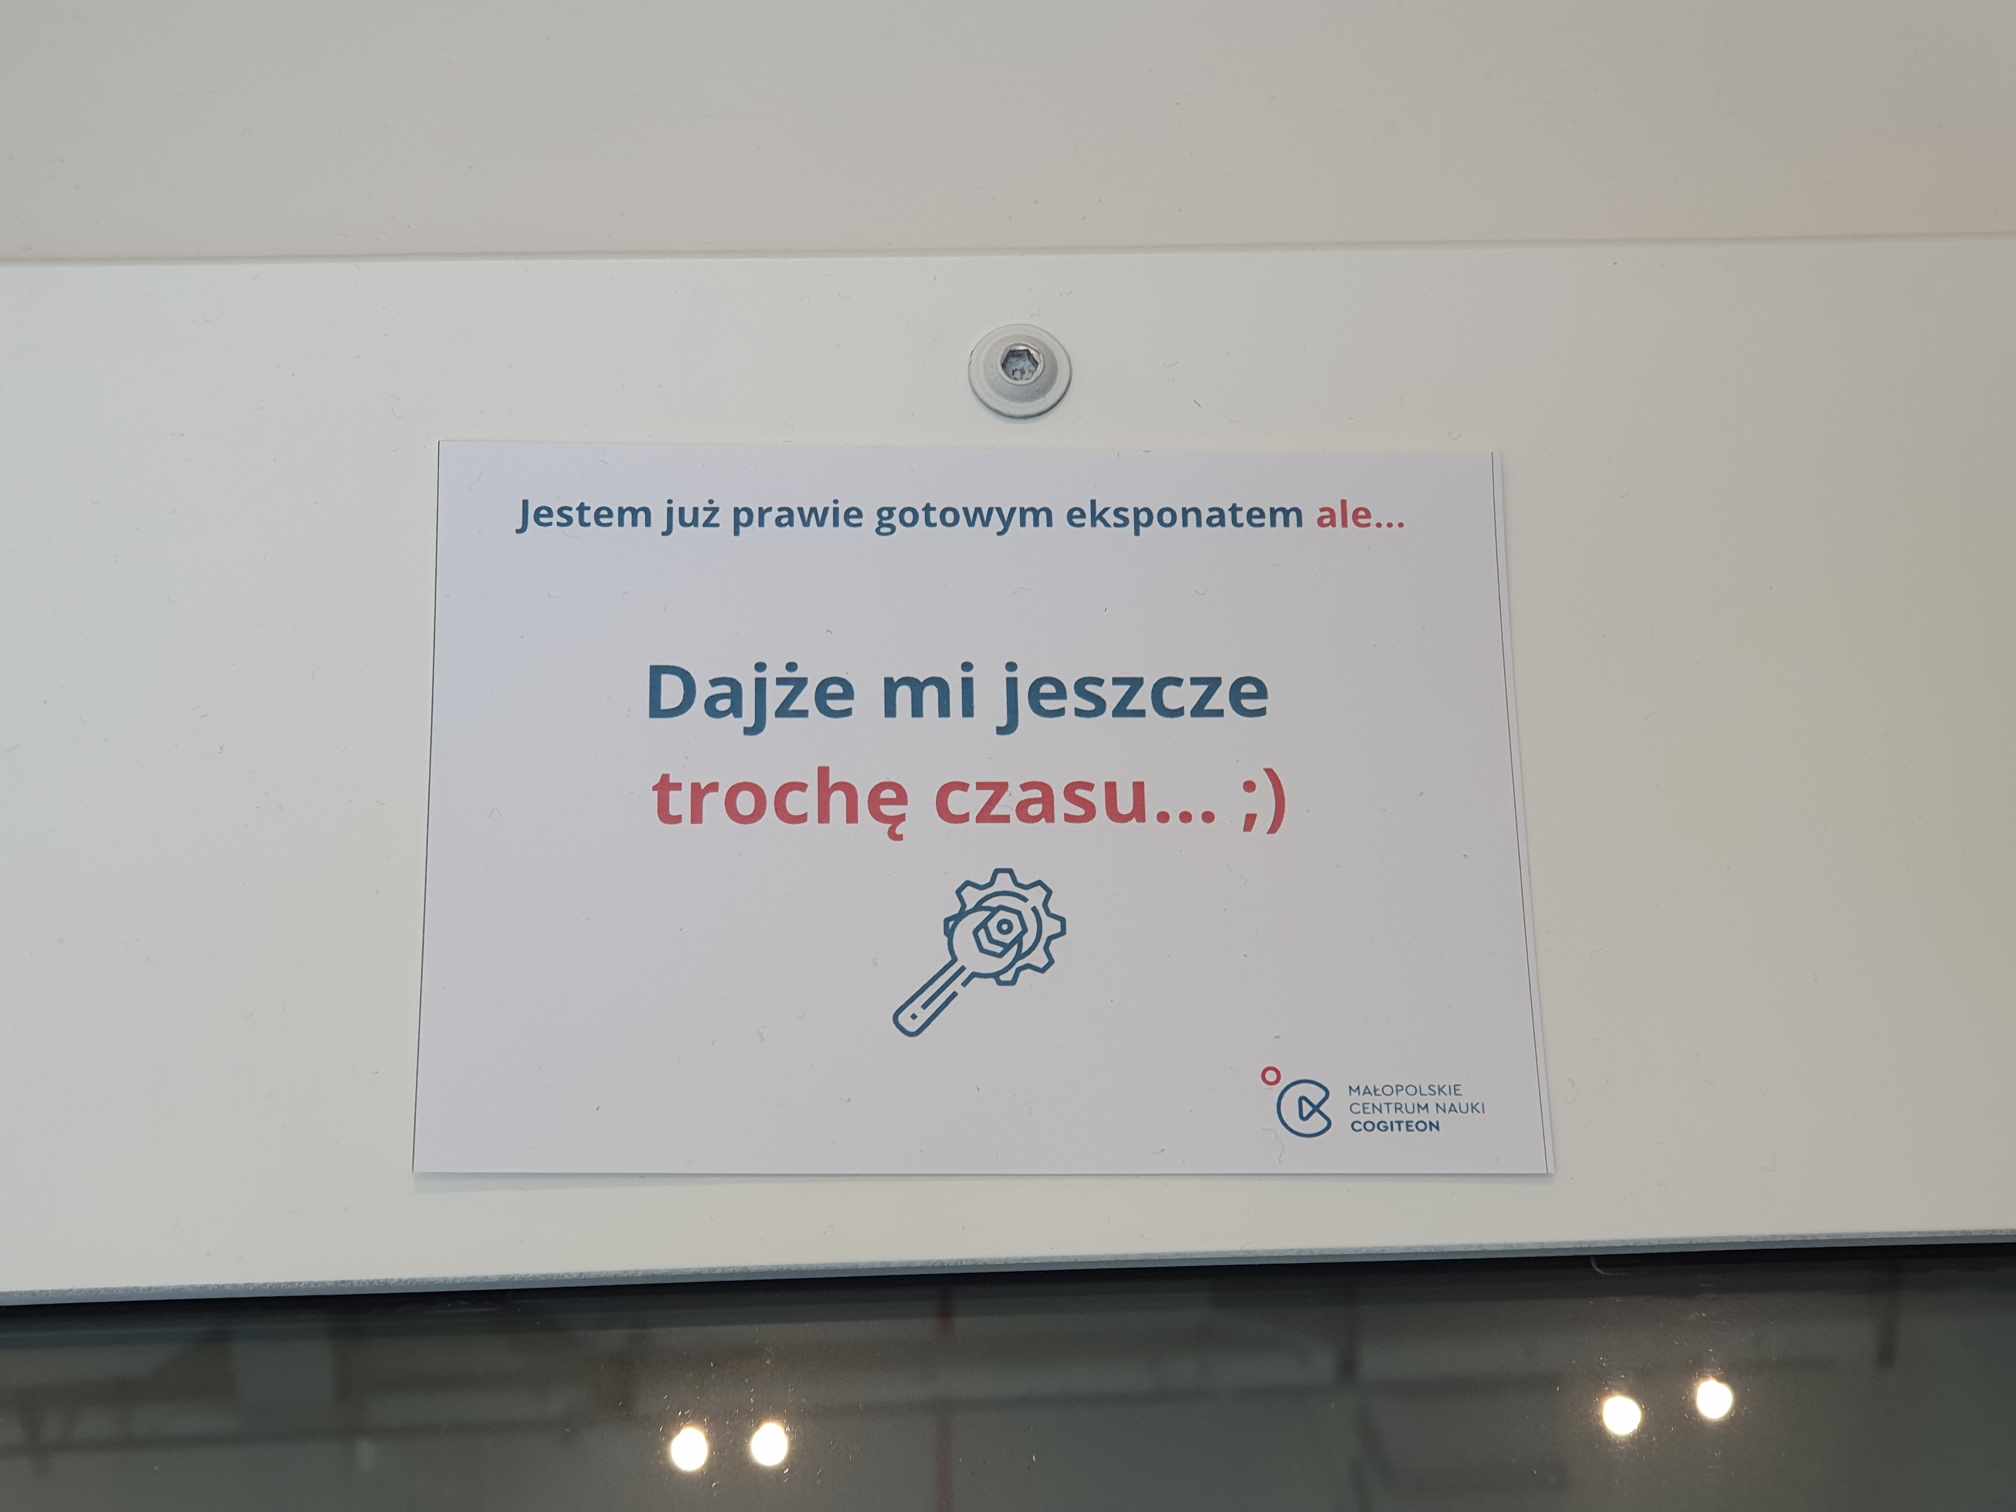 Jestem już prawie gotowym eksponatem ale...
Dajże mi jeszcze
trochę czasu... ;)
MAŁOPOLSKIE
CENTRUM NAUKI
COGITEON